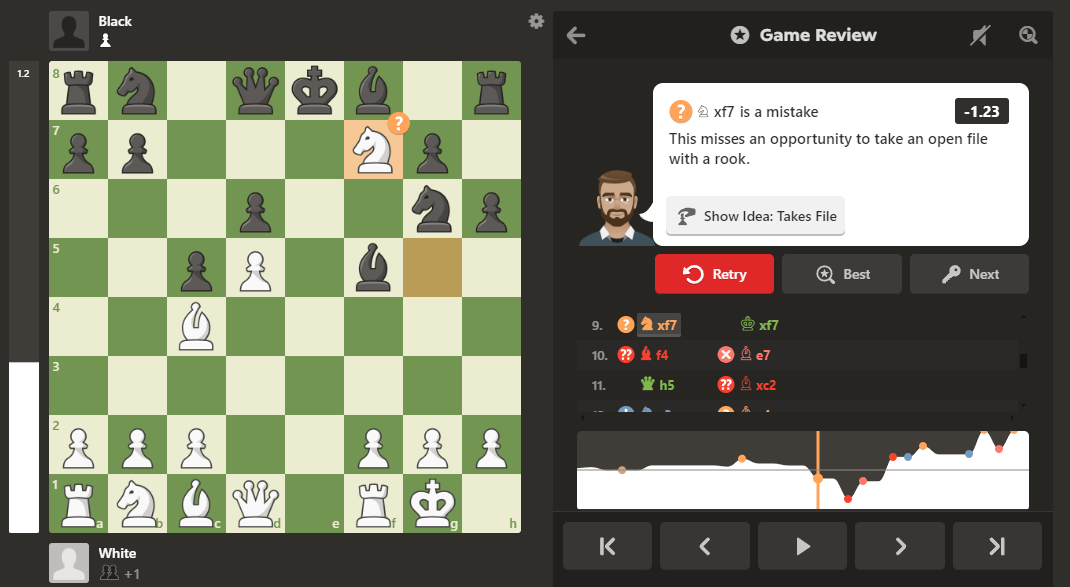 Black
Game Review
1.2
8
7
6
5
4
3
2
1
a b c d e f g h
? xf7 is a mistake
-1.23
This misses an opportunity to take an open file
with a rook.
Show Idea: Takes File
?
Retry
Best
Next
9. ? xf7 xf7
10. ?? f4 e7
11. h5 ?? xc2
White
+1